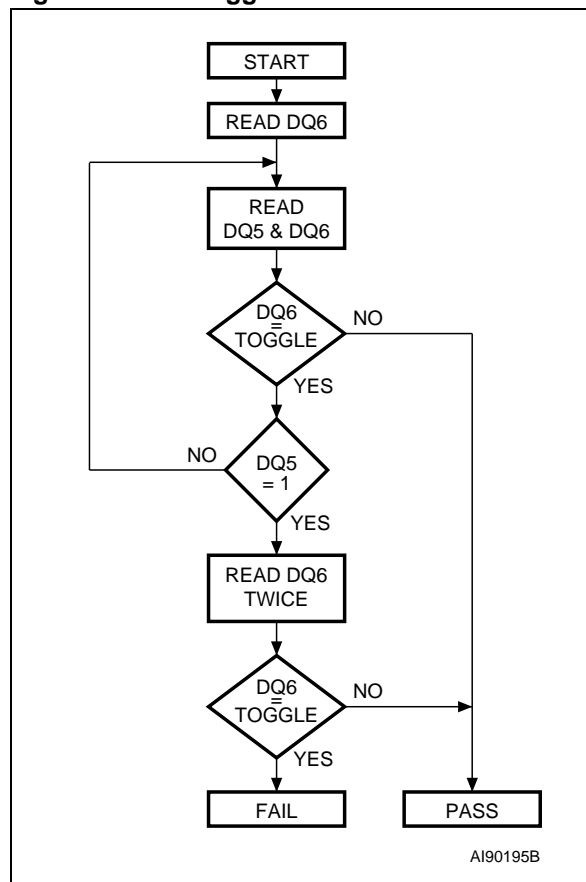 START
READ DQ6
READ
DQ5 & DQ6
DQ6
=
TOGGLE
NO
YES
NO
DQ5
= 1
YES
READ DQ6
TWICE
DQ6
=
TOGGLE
NO
YES
FAIL
PASS
AI90195B